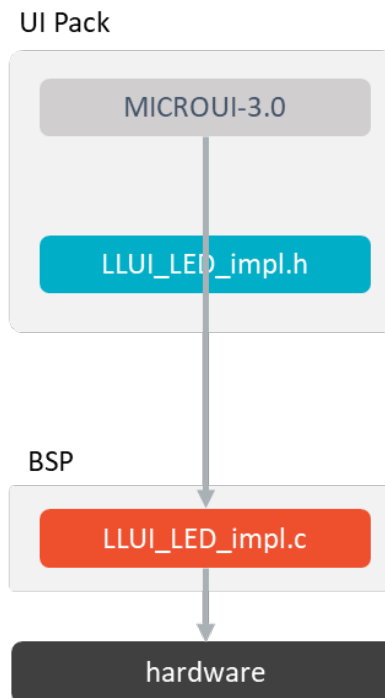 UI Pack
MICROUI-3.0
LLUI_LED_impl.h
BSP
LLUI_LED_impl.c
hardware